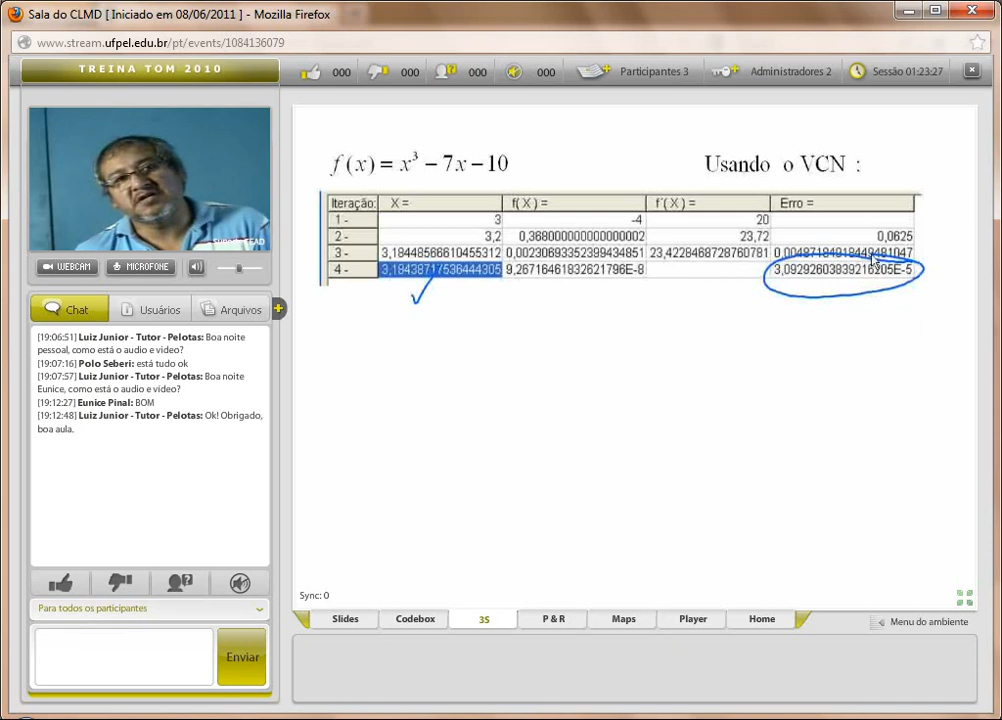 Sala do CLMD [ Iniciado em 08/06/2011 ] - Mozilla Firefox
www.stream.ufpel.edu.br/pt/events/1084136079
TREINA TOM 2010
000
000
000
000
Participantes 3
Administradores 2
Sessão 01:23:27
WEBCAM
MICROFONE
Chat
Usuários
Arquivos
[19:06:51] Luiz Junior - Tutor - Pelotas: Boa noite
pessoal, como está o audio e video?
[19:07:16] Polo Seberi: está tudo ok
[19:07:57] Luiz Junior - Tutor - Pelotas: Boa noite
Eunice, como está o audio e vídeo?
[19:12:27] Eunice Pinal: BOM
[19:12:48] Luiz Junior - Tutor - Pelotas: Ok! Obrigado,
boa aula.
Para todos os participantes
Enviar
f(x) = x³ − 7x − 10
Usando o VCN :
Iteração: X = f( X ) = f´( X ) = Erro =
1 - 3 -4 20
2 - 3,2 0,368000000000000002 23,72 0,0625
3 - 3,18448566610455312 0,00230693352399434851 23,4228468728760781 0,00487184918449481047
4 - 3,18438717536444305 9,26716461832621796E-8 3,09292603839216205E-5
Sync: 0
Slides
Codebox
3S
P & R
Maps
Player
Home
Menu do ambiente